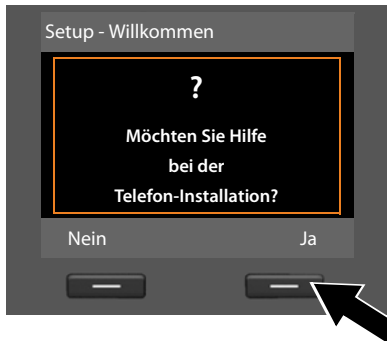 Setup - Willkommen
?
Möchten Sie Hilfe
bei der
Telefon-Installation?
Nein Ja